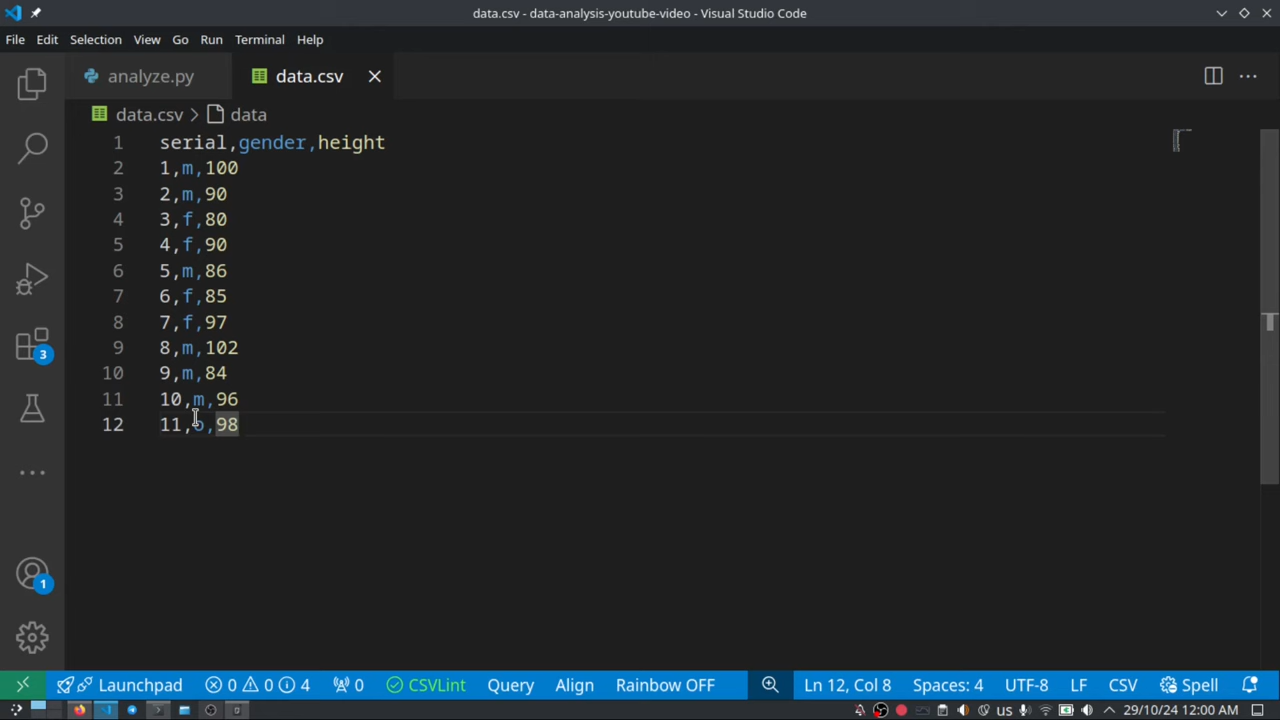 data.csv - data-analysis-youtube-video - Visual Studio Code
File Edit Selection View Go Run Terminal Help
analyze.py data.csv
data.csv > data
1 serial,gender,height
2 1,m,100
3 2,m,90
4 3,f,80
5 4,f,90
6 5,m,86
7 6,f,85
8 7,f,97
9 8,m,102
10 9,m,84
11 10,m,96
12 11,o,98
3
1
Launchpad 0 0 4 0 CSVLint Query Align Rainbow OFF Ln 12, Col 8 Spaces: 4 UTF-8 LF CSV Spell
us 29/10/24 12:00 AM